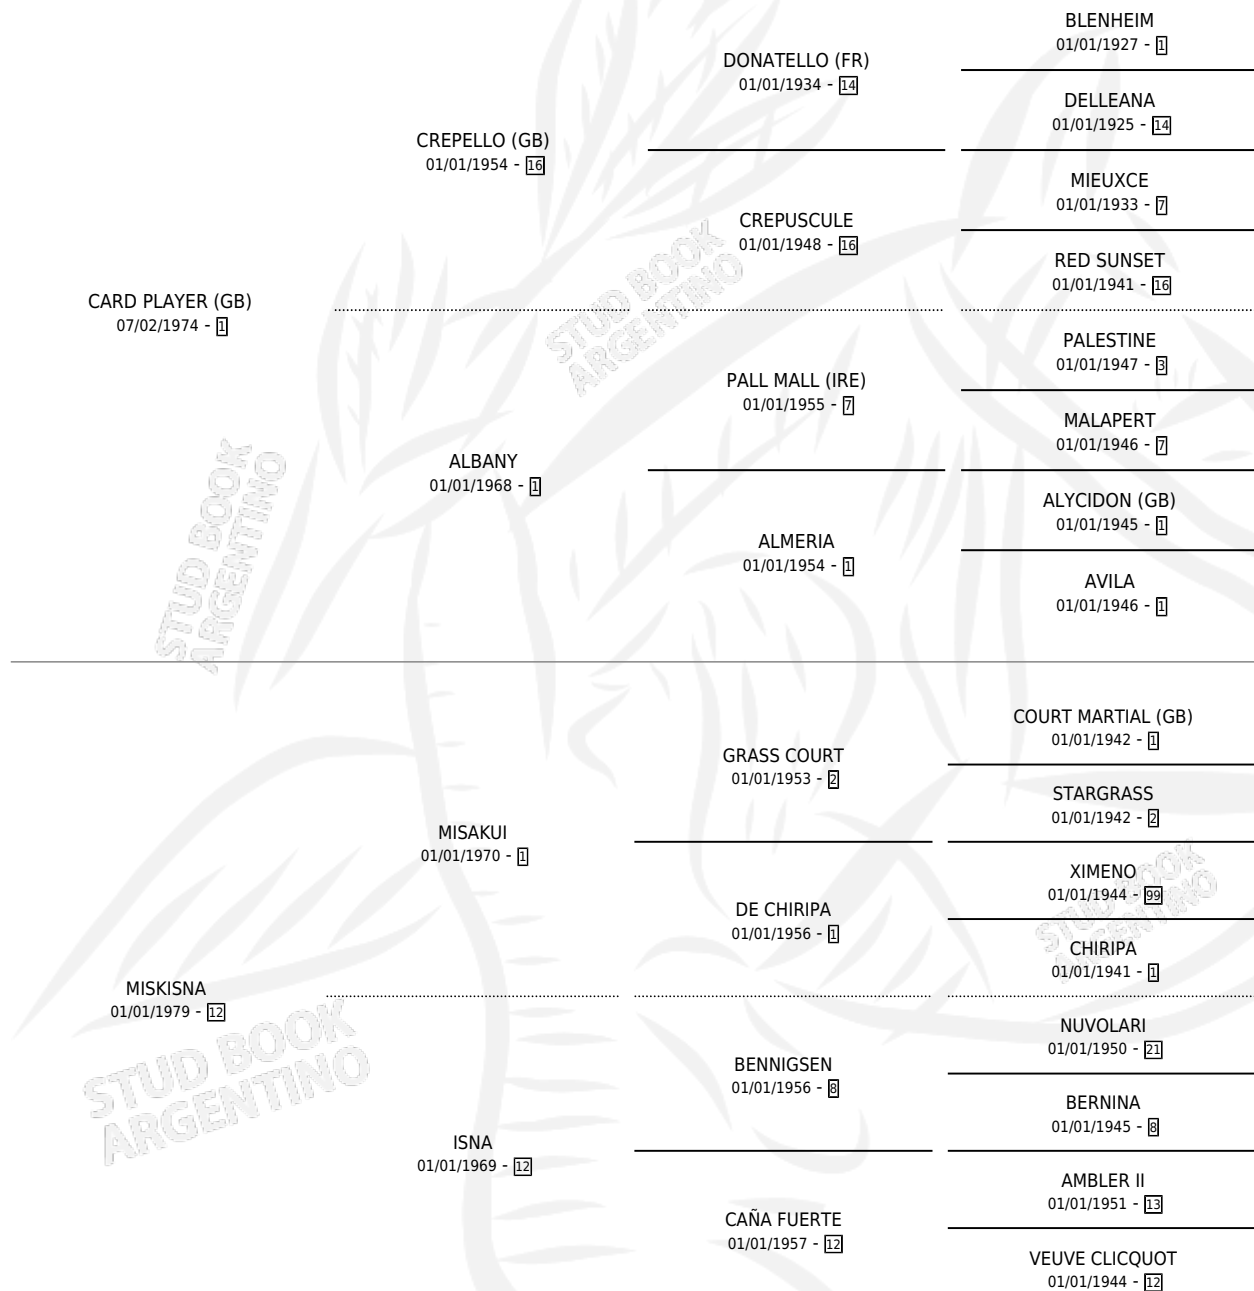 BLENHEIM
01/01/1927 - 1
DONATELLO (FR)
01/01/1934 - 14
DELLEANA
01/01/1925 - 14
CREPELLO (GB)
01/01/1954 - 16
MIEUXCE
01/01/1933 - 7
CREPUSCULE
01/01/1948 - 16
RED SUNSET
01/01/1941 - 16
CARD PLAYER (GB)
07/02/1974 - 1
PALESTINE
01/01/1947 - 3
PALL MALL (IRE)
01/01/1955 - 7
MALAPERT
01/01/1946 - 7
ALBANY
01/01/1968 - 1
ALYCIDON (GB)
01/01/1945 - 1
ALMERIA
01/01/1954 - 1
AVILA
01/01/1946 - 1
COURT MARTIAL (GB)
01/01/1942 - 1
GRASS COURT
01/01/1953 - 2
STARGRASS
01/01/1942 - 2
MISAKUI
01/01/1970 - 1
XIMENO
01/01/1944 - 99
DE CHIRIPA
01/01/1956 - 1
CHIRIPA
01/01/1941 - 1
MISKISNA
01/01/1979 - 12
NUVOLARI
01/01/1950 - 21
BENNIGSEN
01/01/1956 - 8
BERNINA
01/01/1945 - 8
ISNA
01/01/1969 - 12
AMBLER II
01/01/1951 - 13
CAÑA FUERTE
01/01/1957 - 12
VEUVE CLICQUOT
01/01/1944 - 12
STUD BOOK
ARGENTINO
STUD BOOK
ARGENTINO
STUD BOOK
ARGENTINO
STUD BOOK
ARGENTINO